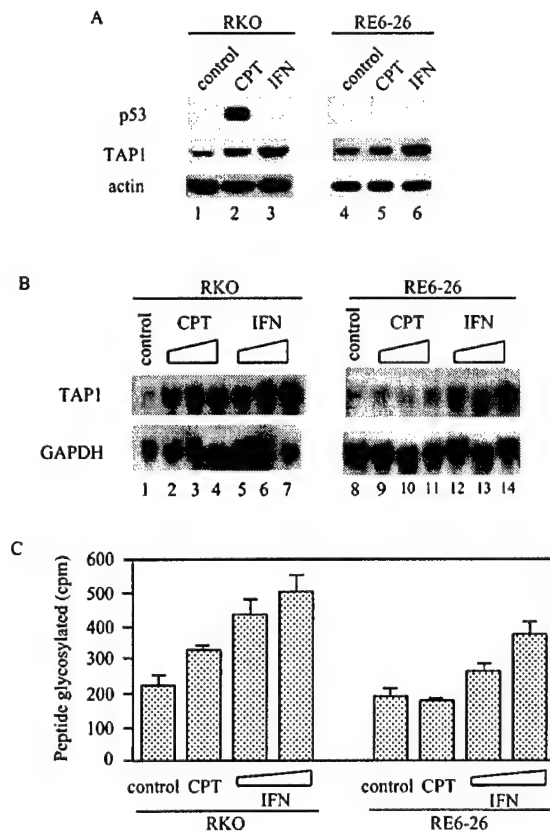 A
RKO RE6-26
control CPT IFN control CPT IFN
p53
TAP1
actin
1 2 3 4 5 6
B
RKO RE6-26
control CPT IFN control CPT IFN
TAP1
GAPDH
1 2 3 4 5 6 7 8 9 10 11 12 13 14
C
Peptide glycosylated (cpm)
600
500
400
300
200
100
0
control CPT IFN control CPT IFN
RKO RE6-26